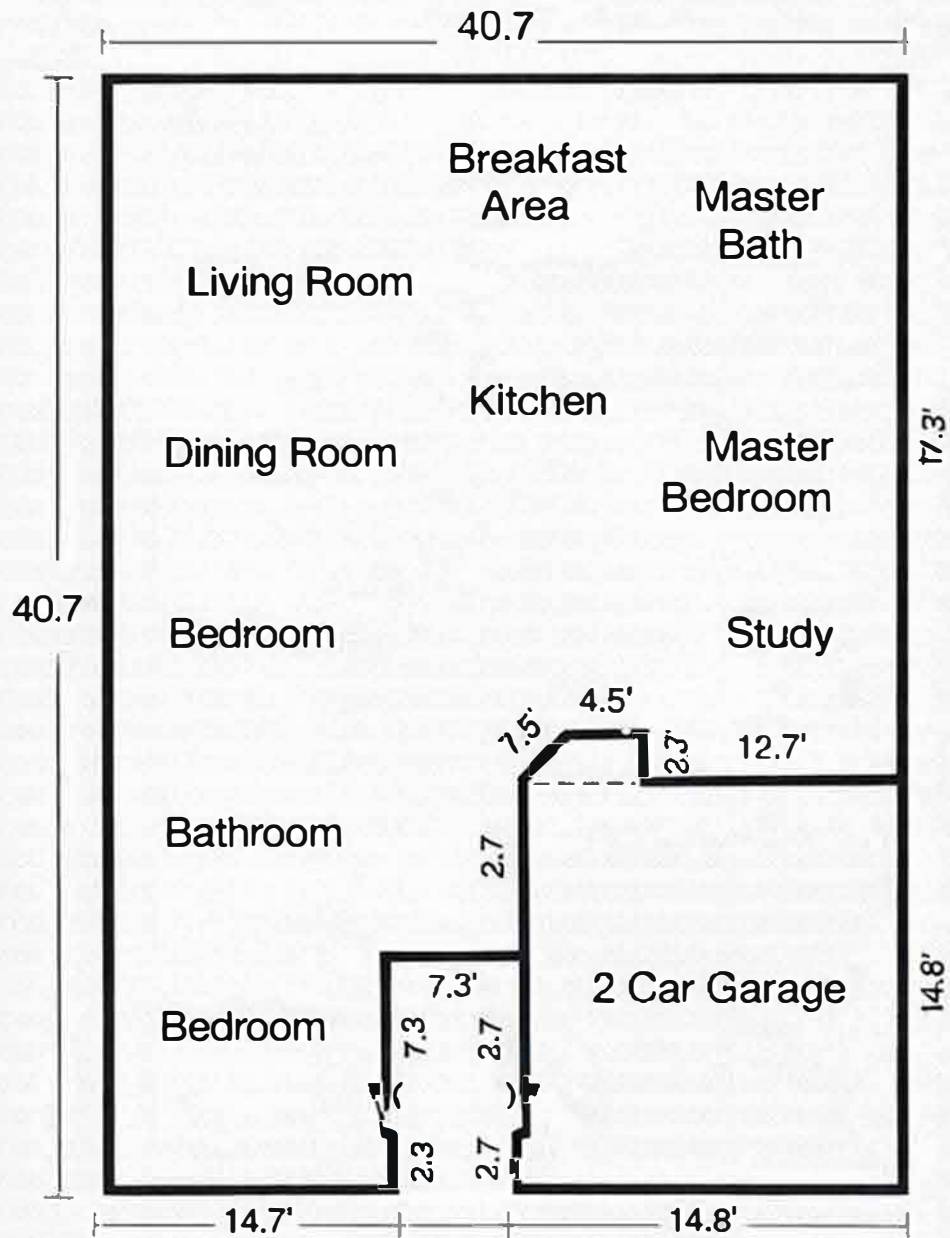 40.7
Breakfast
Area
Master
Bath
Living Room
Kitchen
17.3'
Dining Room
Master
Bedroom
40.7
Bedroom
Study
4.5'
7.5'
2.3'
12.7'
Bathroom
2.7
7.3'
2 Car Garage
14.8'
Bedroom
7.3
2.7
2.3
2.7
14.7'
14.8'